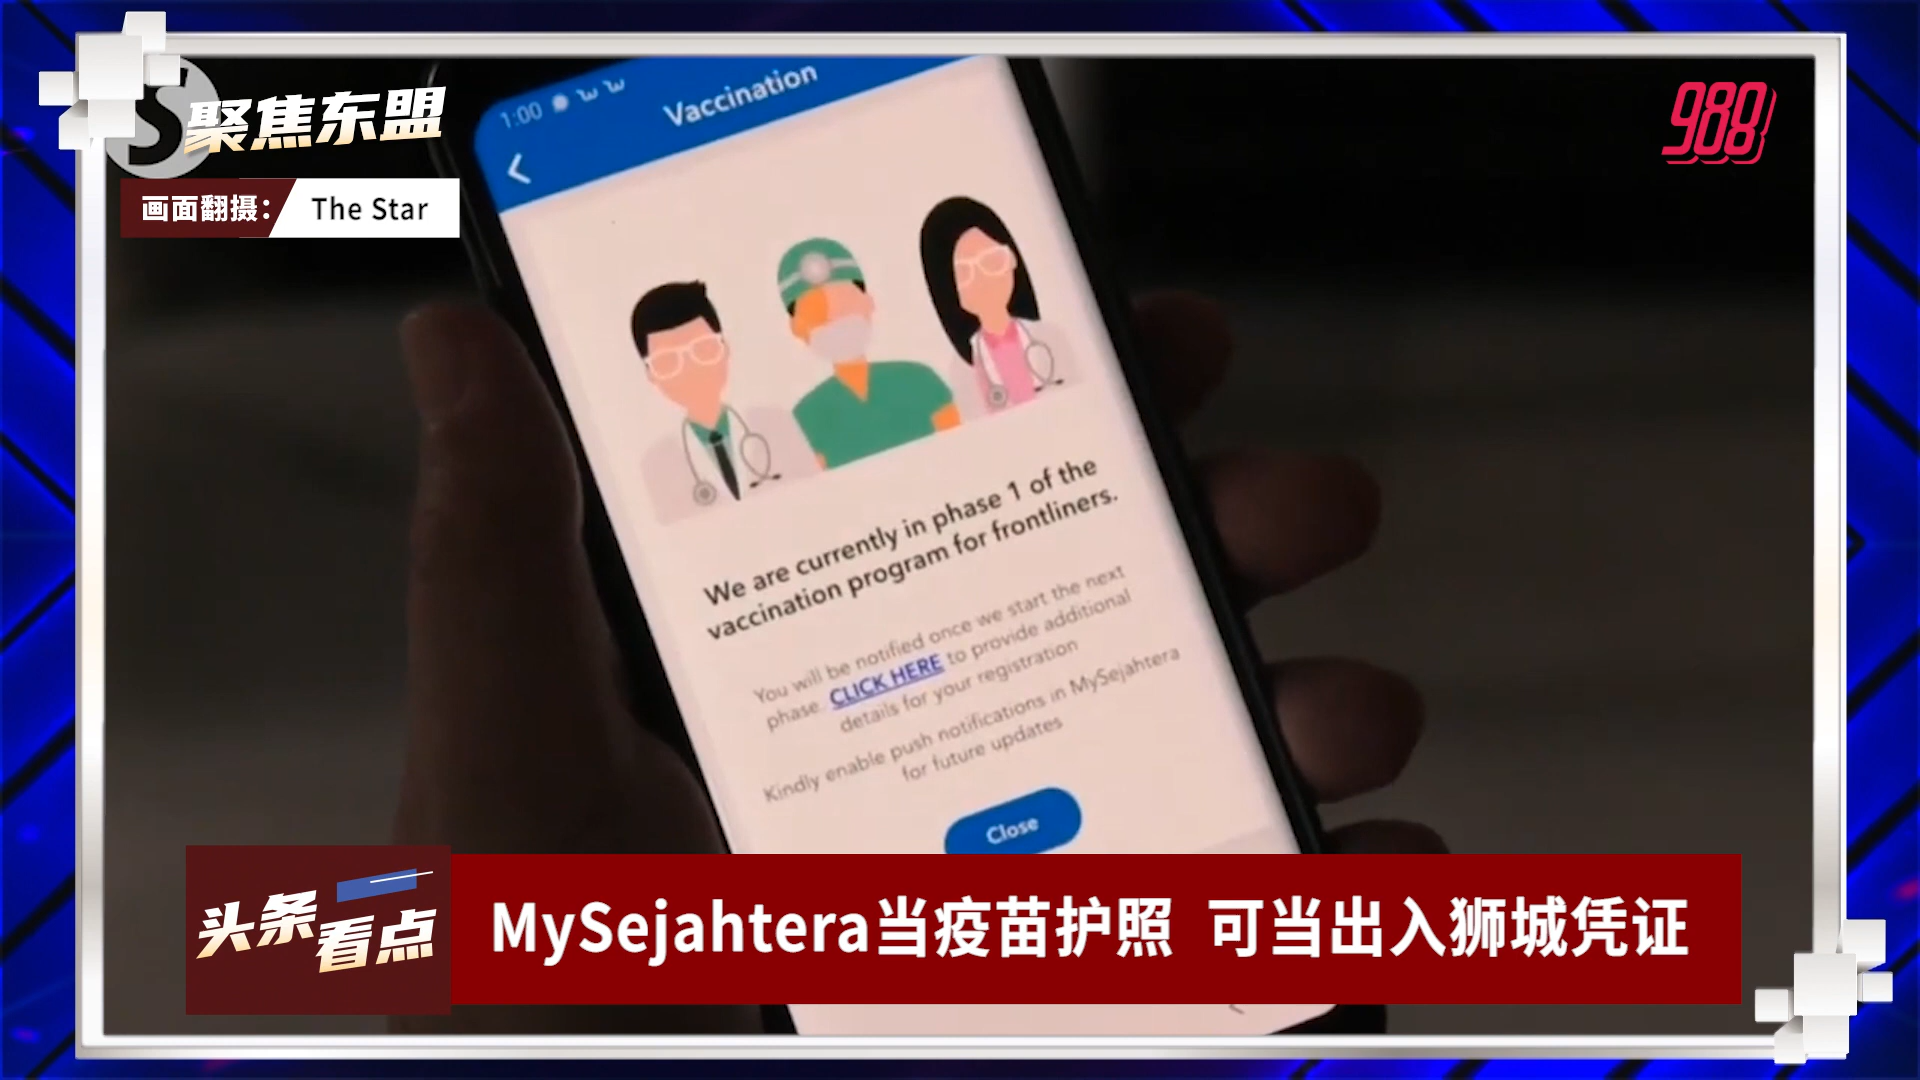 聚焦东盟
988
画面翻摄：
The Star
1:00
Vaccination
We are currently in phase 1 of the
vaccination program for frontliners.
You will be notified once we start the next
phase. CLICK HERE to provide additional
details for your registration
Kindly enable push notifications in MySejahtera
for future updates
Close
头条
看点
MySejahtera当疫苗护照 可当出入狮城凭证